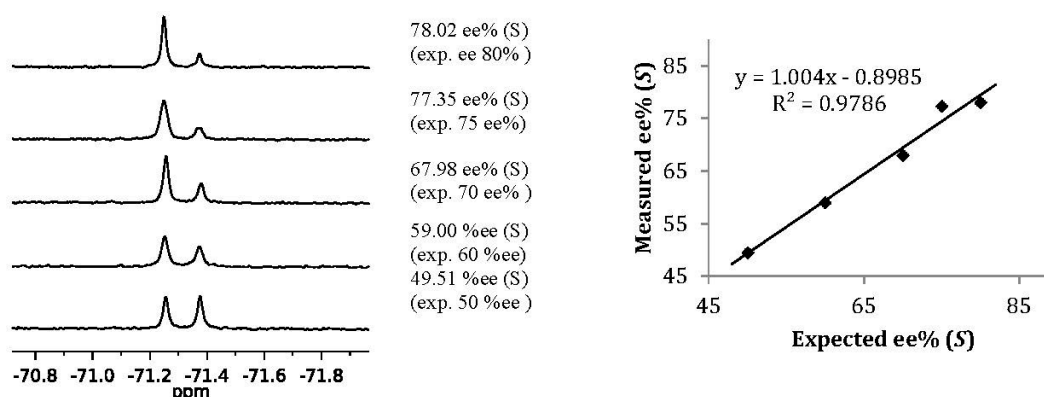 78.02 ee% (S)
(exp. ee 80% )
77.35 ee% (S)
(exp. 75 ee%)
67.98 ee% (S)
(exp. 70 ee% )
59.00 %ee (S)
(exp. 60 %ee)
49.51 %ee (S)
(exp. 50 %ee )
-70.8 -71.0 -71.2 -71.4 -71.6 -71.8
ppm
Measured ee% (S)
85
75
65
55
45
y = 1.004x - 0.8985
R² = 0.9786
45 65 85
Expected ee% (S)